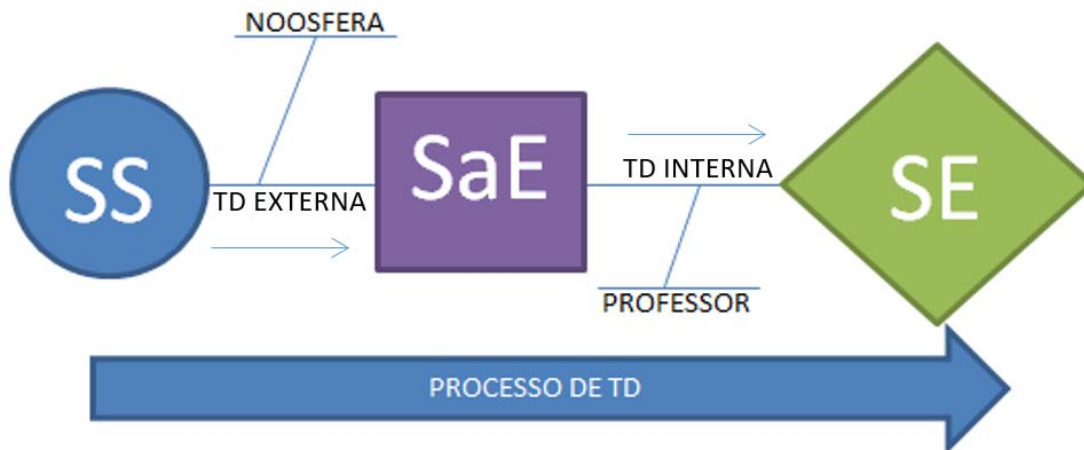 NOOSFERA
SS
TD EXTERNA
SaE
TD INTERNA
SE
PROFESSOR
PROCESSO DE TD